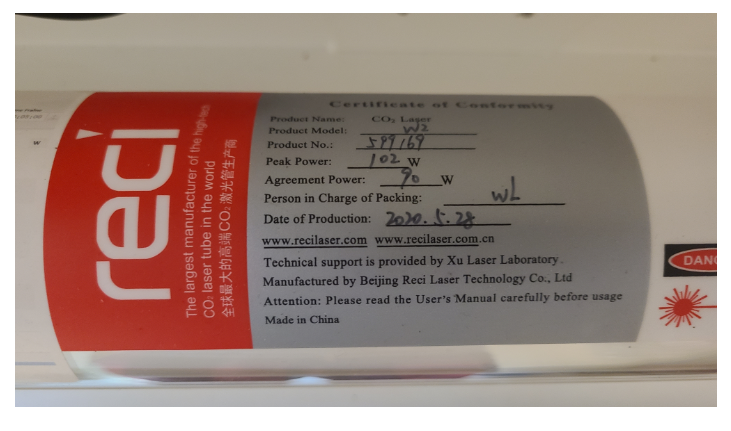 reci
The largest manufacturer of the high-tech
CO₂ laser tube in the world
全球最大的高端CO₂激光管生产商
Certificate of Conformity
Product Name: CO₂ Laser
Product Model: W2
Product No.: 599169
Peak Power: 102 W
Agreement Power: 90 W
Person in Charge of Packing: WL
Date of Production: 2020.5.28
www.recilaser.com www.recilaser.com.cn
Technical support is provided by Xu Laser Laboratory.
Manufactured by Beijing Reci Laser Technology Co., Ltd
Attention: Please read the User's Manual carefully before usage
Made in China
DANG
W